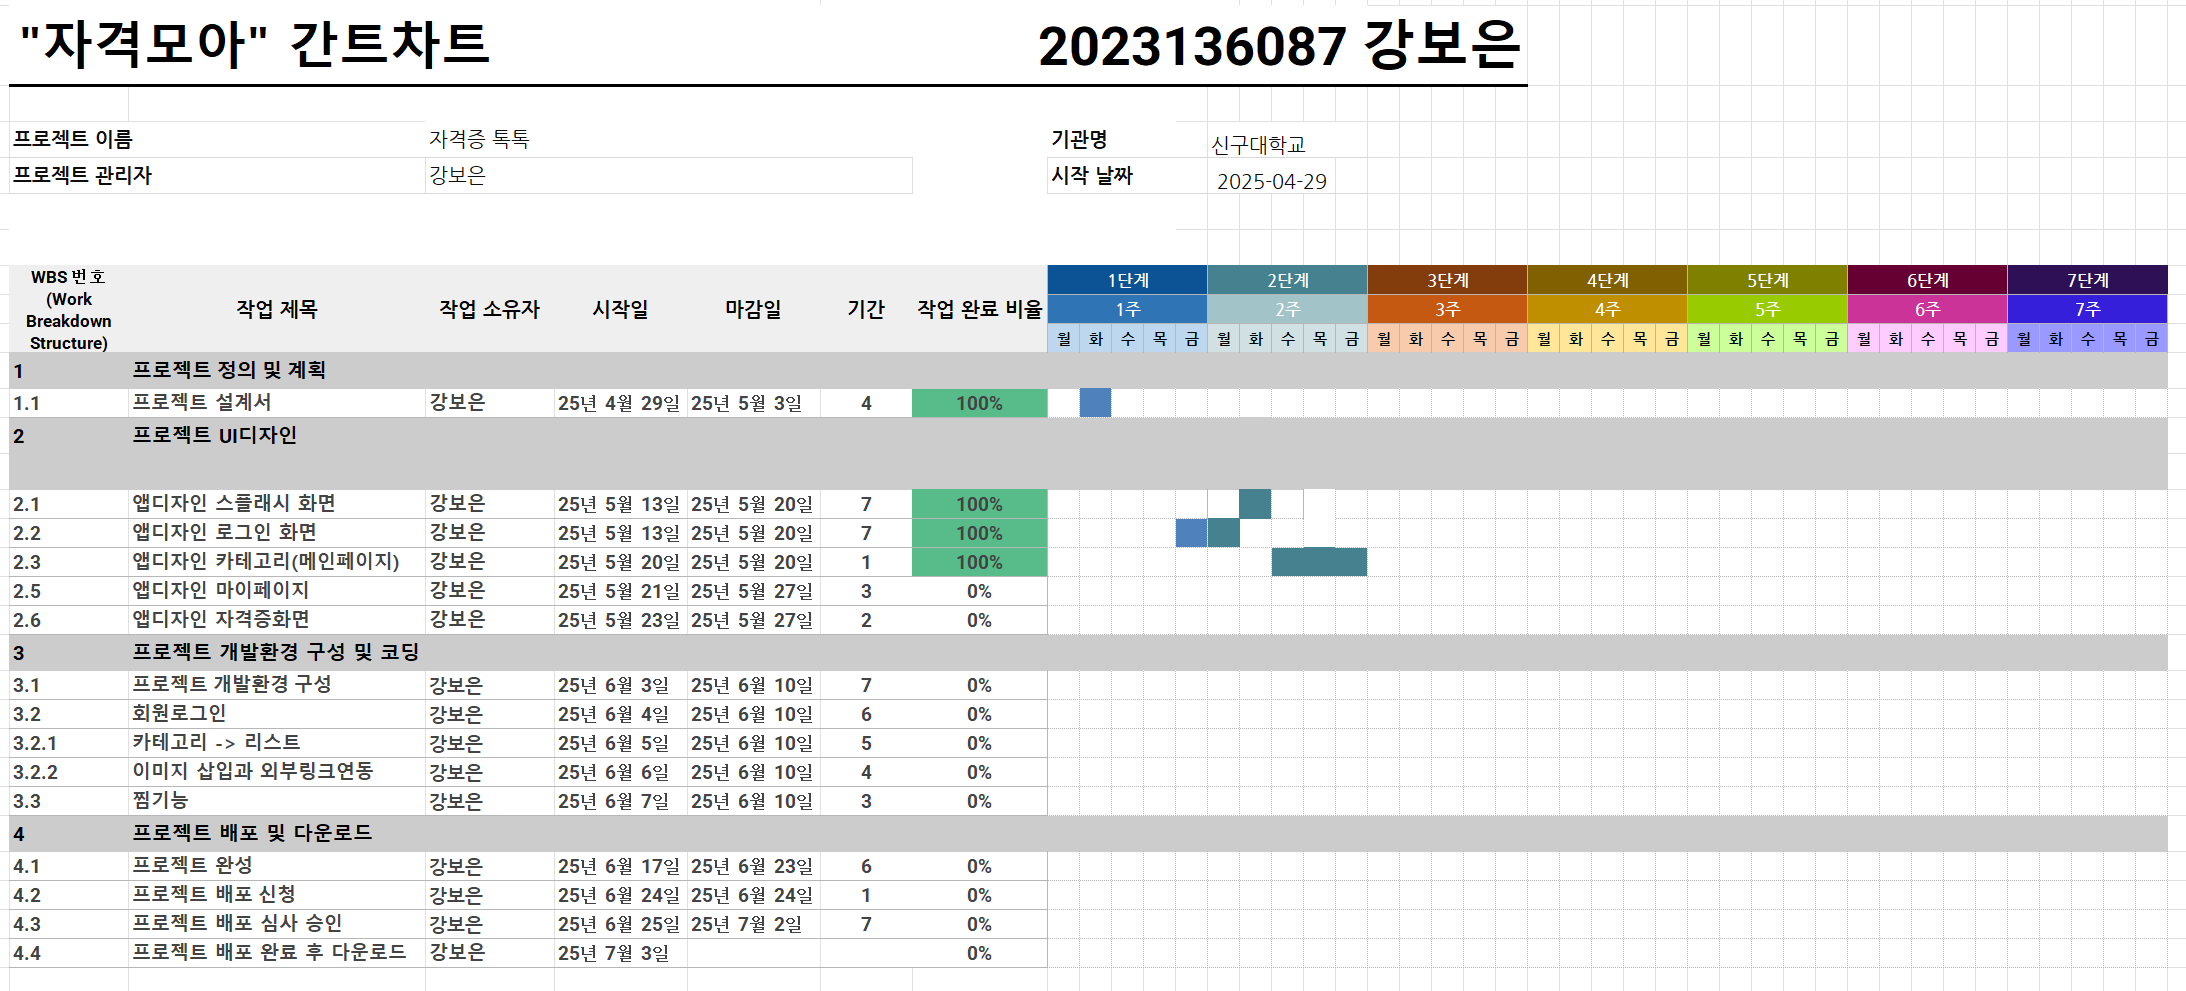 "자격모아" 간트차트 2023136087 강보은
프로젝트 이름 자격증 톡톡 기관명 신구대학교
프로젝트 관리자 강보은 시작 날짜 2025-04-29
WBS 번호 (Work Breakdown Structure) 작업 제목 작업 소유자 시작일 마감일 기간 작업 완료 비율
1단계 2단계 3단계 4단계 5단계 6단계 7단계
1주 2주 3주 4주 5주 6주 7주
월 화 수 목 금 월 화 수 목 금 월 화 수 목 금 월 화 수 목 금 월 화 수 목 금 월 화 수 목 금 월 화 수 목 금
1 프로젝트 정의 및 계획
1.1 프로젝트 설계서 강보은 25년 4월 29일 25년 5월 3일 4 100%
2 프로젝트 UI디자인
2.1 앱디자인 스플래시 화면 강보은 25년 5월 13일 25년 5월 20일 7 100%
2.2 앱디자인 로그인 화면 강보은 25년 5월 13일 25년 5월 20일 7 100%
2.3 앱디자인 카테고리(메인페이지) 강보은 25년 5월 20일 25년 5월 20일 1 100%
2.5 앱디자인 마이페이지 강보은 25년 5월 21일 25년 5월 27일 3 0%
2.6 앱디자인 자격증화면 강보은 25년 5월 23일 25년 5월 27일 2 0%
3 프로젝트 개발환경 구성 및 코딩
3.1 프로젝트 개발환경 구성 강보은 25년 6월 3일 25년 6월 10일 7 0%
3.2 회원로그인 강보은 25년 6월 4일 25년 6월 10일 6 0%
3.2.1 카테고리 -> 리스트 강보은 25년 6월 5일 25년 6월 10일 5 0%
3.2.2 이미지 삽입과 외부링크연동 강보은 25년 6월 6일 25년 6월 10일 4 0%
3.3 찜기능 강보은 25년 6월 7일 25년 6월 10일 3 0%
4 프로젝트 배포 및 다운로드
4.1 프로젝트 완성 강보은 25년 6월 17일 25년 6월 23일 6 0%
4.2 프로젝트 배포 신청 강보은 25년 6월 24일 25년 6월 24일 1 0%
4.3 프로젝트 배포 심사 승인 강보은 25년 6월 25일 25년 7월 2일 7 0%
4.4 프로젝트 배포 완료 후 다운로드 강보은 25년 7월 3일 0%